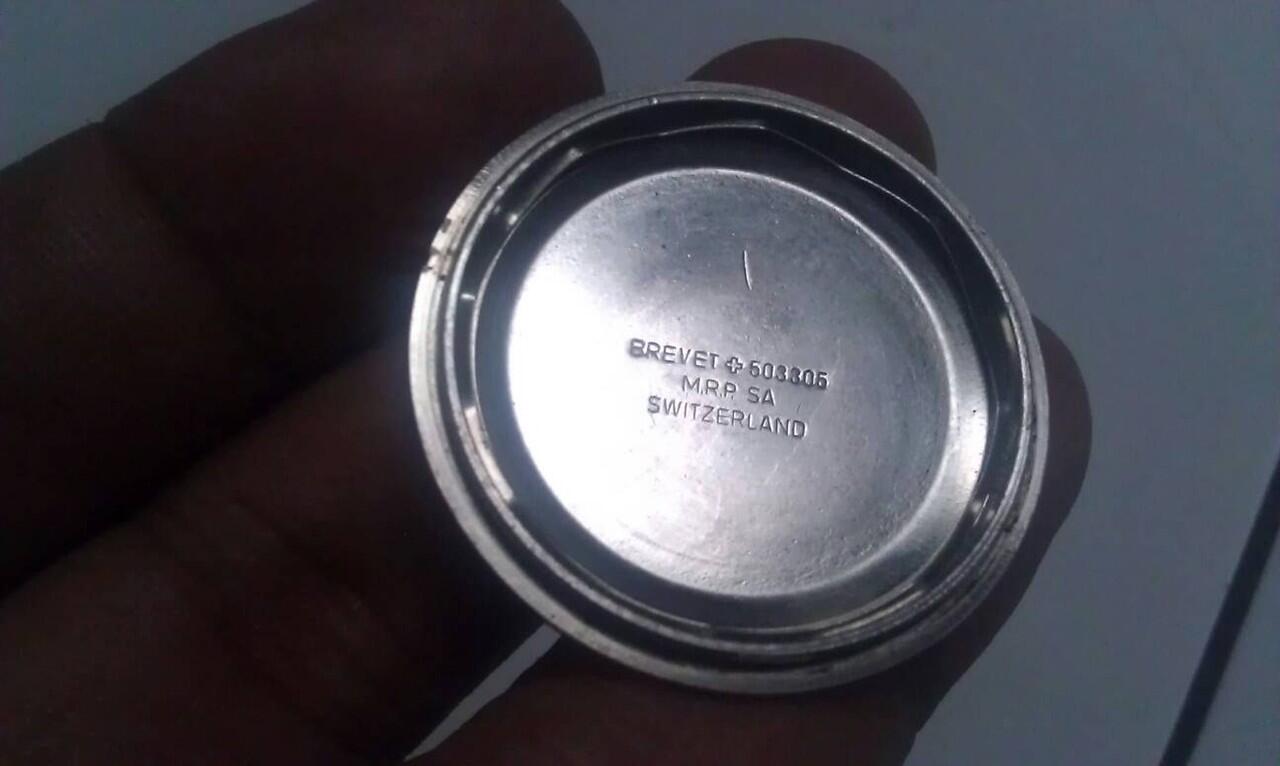 BREVET ✚ 503305
M.R.P. SA
SWITZERLAND